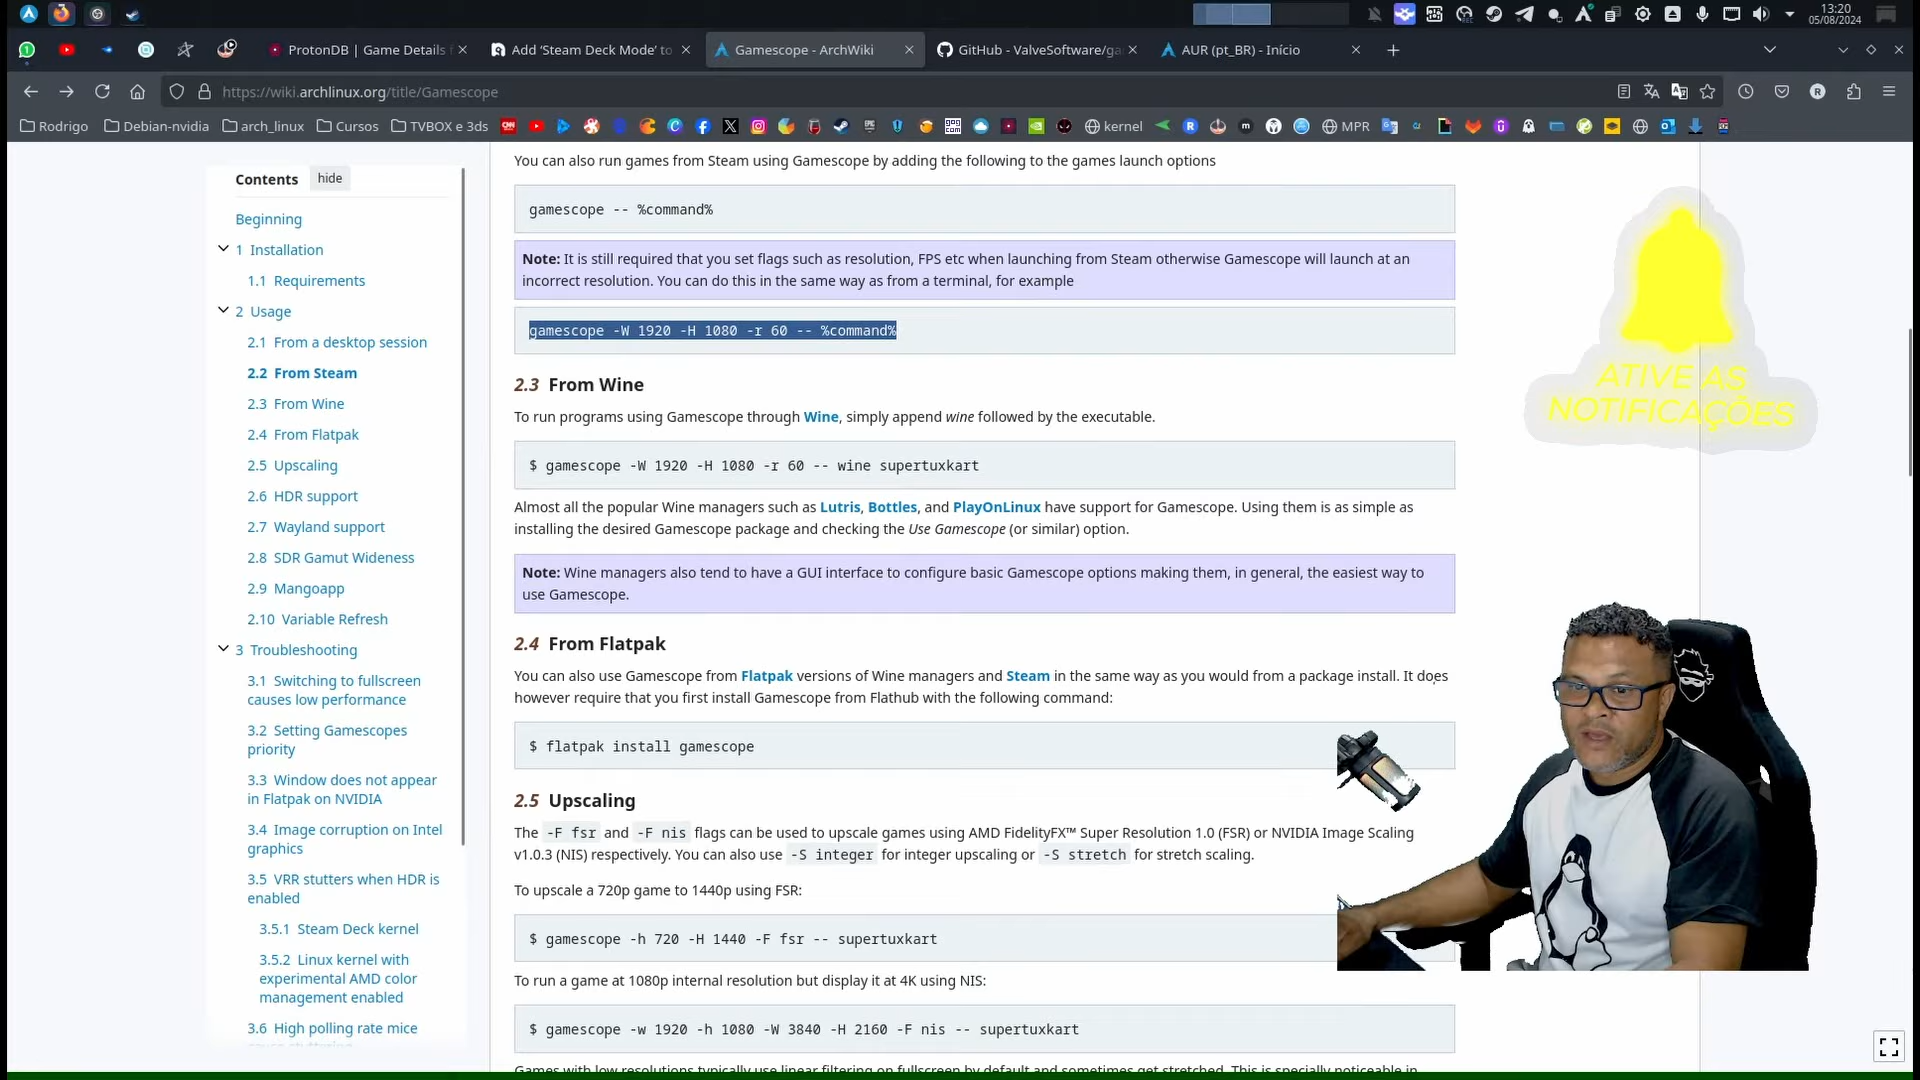 13:20
05/08/2024
ProtonDB | Game Details f
Add ‘Steam Deck Mode’ to
Gamescope - ArchWiki
GitHub - ValveSoftware/ga
AUR (pt_BR) - Início
https://wiki.archlinux.org/title/Gamescope
Rodrigo
Debian-nvidia
arch_linux
Cursos
TVBOX e 3ds
kernel
MPR
Contents
hide
Beginning
1 Installation
1.1 Requirements
2 Usage
2.1 From a desktop session
2.2 From Steam
2.3 From Wine
2.4 From Flatpak
2.5 Upscaling
2.6 HDR support
2.7 Wayland support
2.8 SDR Gamut Wideness
2.9 Mangoapp
2.10 Variable Refresh
3 Troubleshooting
3.1 Switching to fullscreen
causes low performance
3.2 Setting Gamescopes
priority
3.3 Window does not appear
in Flatpak on NVIDIA
3.4 Image corruption on Intel
graphics
3.5 VRR stutters when HDR is
enabled
3.5.1 Steam Deck kernel
3.5.2 Linux kernel with
experimental AMD color
management enabled
3.6 High polling rate mice
You can also run games from Steam using Gamescope by adding the following to the games launch options
gamescope -- %command%
Note: It is still required that you set flags such as resolution, FPS etc when launching from Steam otherwise Gamescope will launch at an
incorrect resolution. You can do this in the same way as from a terminal, for example
gamescope -W 1920 -H 1080 -r 60 -- %command%
2.3 From Wine
To run programs using Gamescope through Wine, simply append wine followed by the executable.
$ gamescope -W 1920 -H 1080 -r 60 -- wine supertuxkart
Almost all the popular Wine managers such as Lutris, Bottles, and PlayOnLinux have support for Gamescope. Using them is as simple as
installing the desired Gamescope package and checking the Use Gamescope (or similar) option.
Note: Wine managers also tend to have a GUI interface to configure basic Gamescope options making them, in general, the easiest way to
use Gamescope.
2.4 From Flatpak
You can also use Gamescope from Flatpak versions of Wine managers and Steam in the same way as you would from a package install. It does
however require that you first install Gamescope from Flathub with the following command:
$ flatpak install gamescope
2.5 Upscaling
The -F fsr and -F nis flags can be used to upscale games using AMD FidelityFX™ Super Resolution 1.0 (FSR) or NVIDIA Image Scaling
v1.0.3 (NIS) respectively. You can also use -S integer for integer upscaling or -S stretch for stretch scaling.
To upscale a 720p game to 1440p using FSR:
$ gamescope -h 720 -H 1440 -F fsr -- supertuxkart
To run a game at 1080p internal resolution but display it at 4K using NIS:
$ gamescope -w 1920 -h 1080 -W 3840 -H 2160 -F nis -- supertuxkart
Games with low resolutions typically use linear filtering on fullscreen by default and sometimes get stretched. This is specially noticeable in
ATIVE AS
NOTIFICAÇÕES